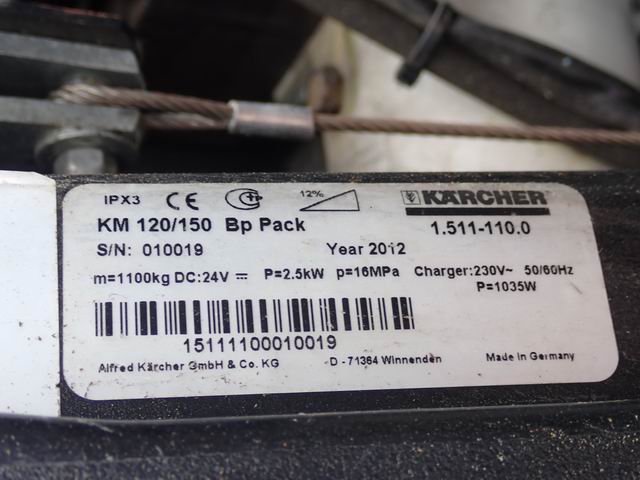 IPX3 CE 12% KÄRCHER
KM 120/150 Bp Pack 1.511-110.0
S/N: 010019 Year 2012
m=1100kg DC:24V ⎓ P=2.5kW p=16MPa Charger:230V~ 50/60Hz
P=1035W
15111100010019
Alfred Kärcher GmbH & Co. KG D - 71364 Winnenden Made in Germany